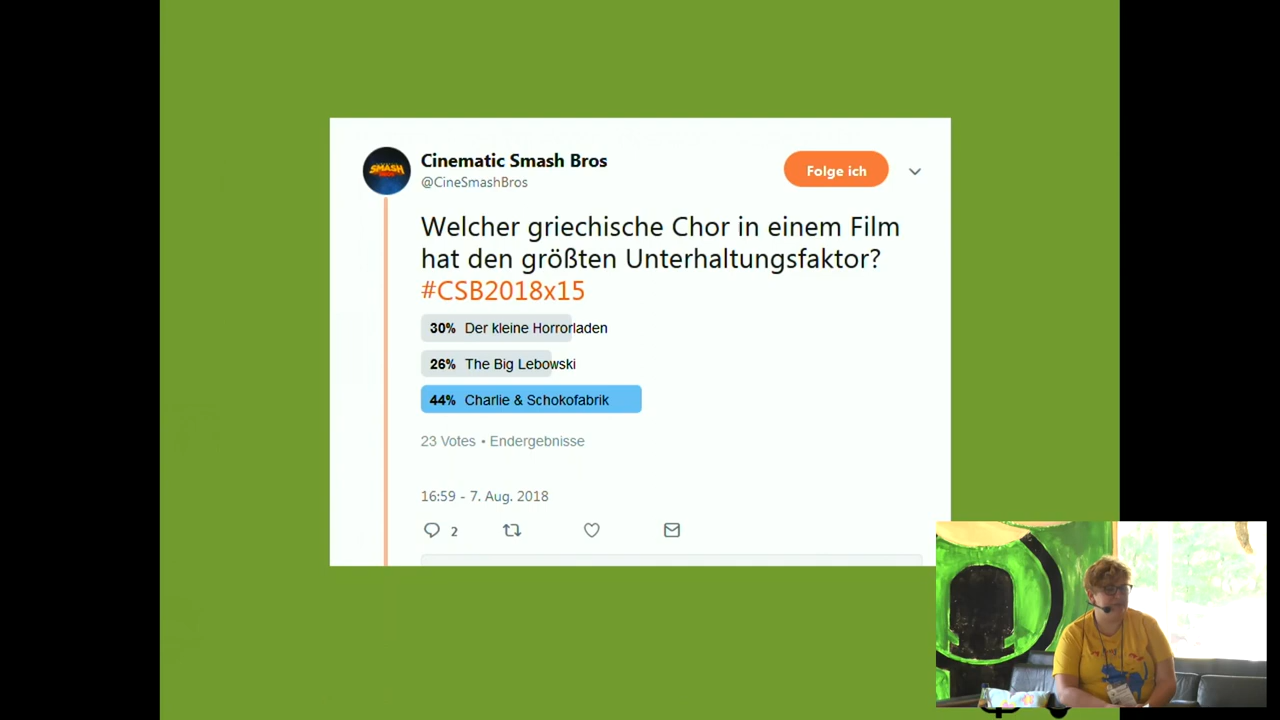 SMASH
Cinematic Smash Bros
@CineSmashBros
Folge ich
Welcher griechische Chor in einem Film
hat den größten Unterhaltungsfaktor?
#CSB2018x15
30% Der kleine Horrorladen
26% The Big Lebowski
44% Charlie & Schokofabrik
23 Votes • Endergebnisse
16:59 - 7. Aug. 2018
2